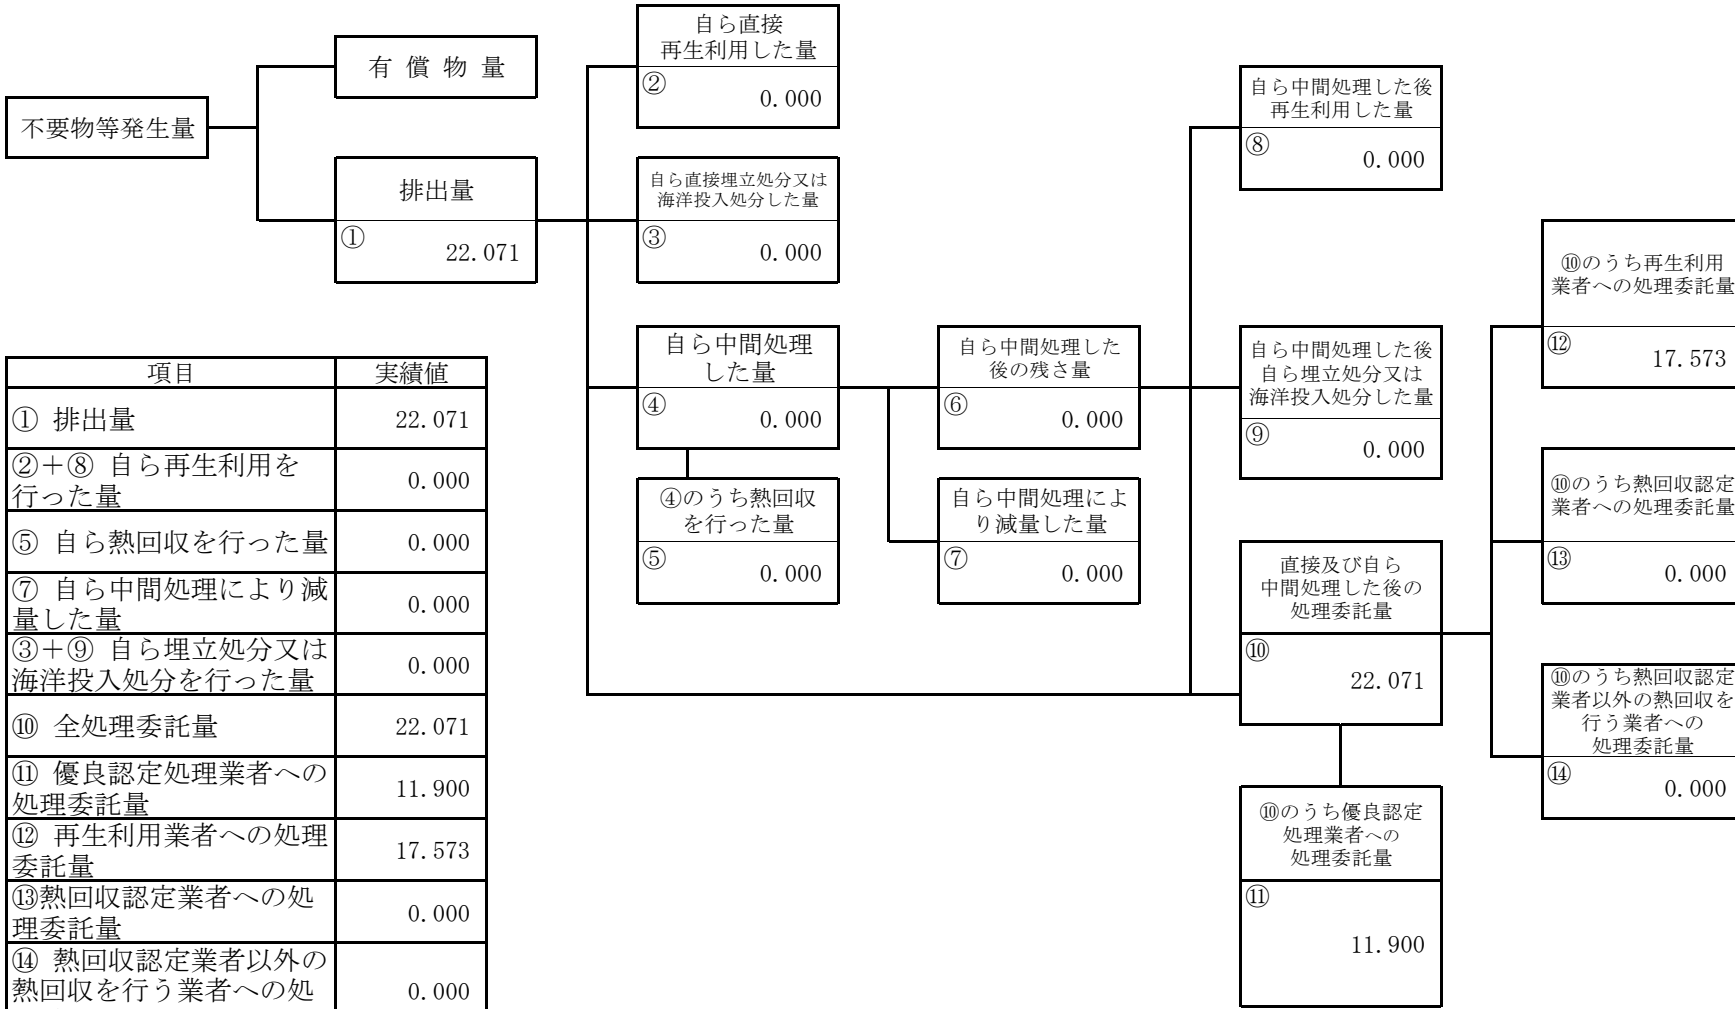 不要物等発生量
有 償 物 量
排出量
①
22.071
自ら直接
再生利用した量
②
0.000
自ら直接埋立処分又は
海洋投入処分した量
③
0.000
自ら中間処理
した量
④
0.000
④のうち熱回収
を行った量
⑤
0.000
自ら中間処理した
後の残さ量
⑥
0.000
自ら中間処理によ
り減量した量
⑦
0.000
自ら中間処理した後
再生利用した量
⑧
0.000
自ら中間処理した後
自ら埋立処分又は
海洋投入処分した量
⑨
0.000
直接及び自ら
中間処理した後の
処理委託量
⑩
22.071
⑩のうち優良認定
処理業者への
処理委託量
⑪
11.900
⑩のうち再生利用
業者への処理委託量
⑫
17.573
⑩のうち熱回収認定
業者への処理委託量
⑬
0.000
⑩のうち熱回収認定
業者以外の熱回収を
行う業者への
処理委託量
⑭
0.000
項目 実績値
① 排出量 22.071
②＋⑧ 自ら再生利用を
行った量 0.000
⑤ 自ら熱回収を行った量 0.000
⑦ 自ら中間処理により減
量した量 0.000
③＋⑨ 自ら埋立処分又は
海洋投入処分を行った量 0.000
⑩ 全処理委託量 22.071
⑪ 優良認定処理業者への
処理委託量 11.900
⑫ 再生利用業者への処理
委託量 17.573
⑬熱回収認定業者への処
理委託量 0.000
⑭ 熱回収認定業者以外の
熱回収を行う業者への処 0.000